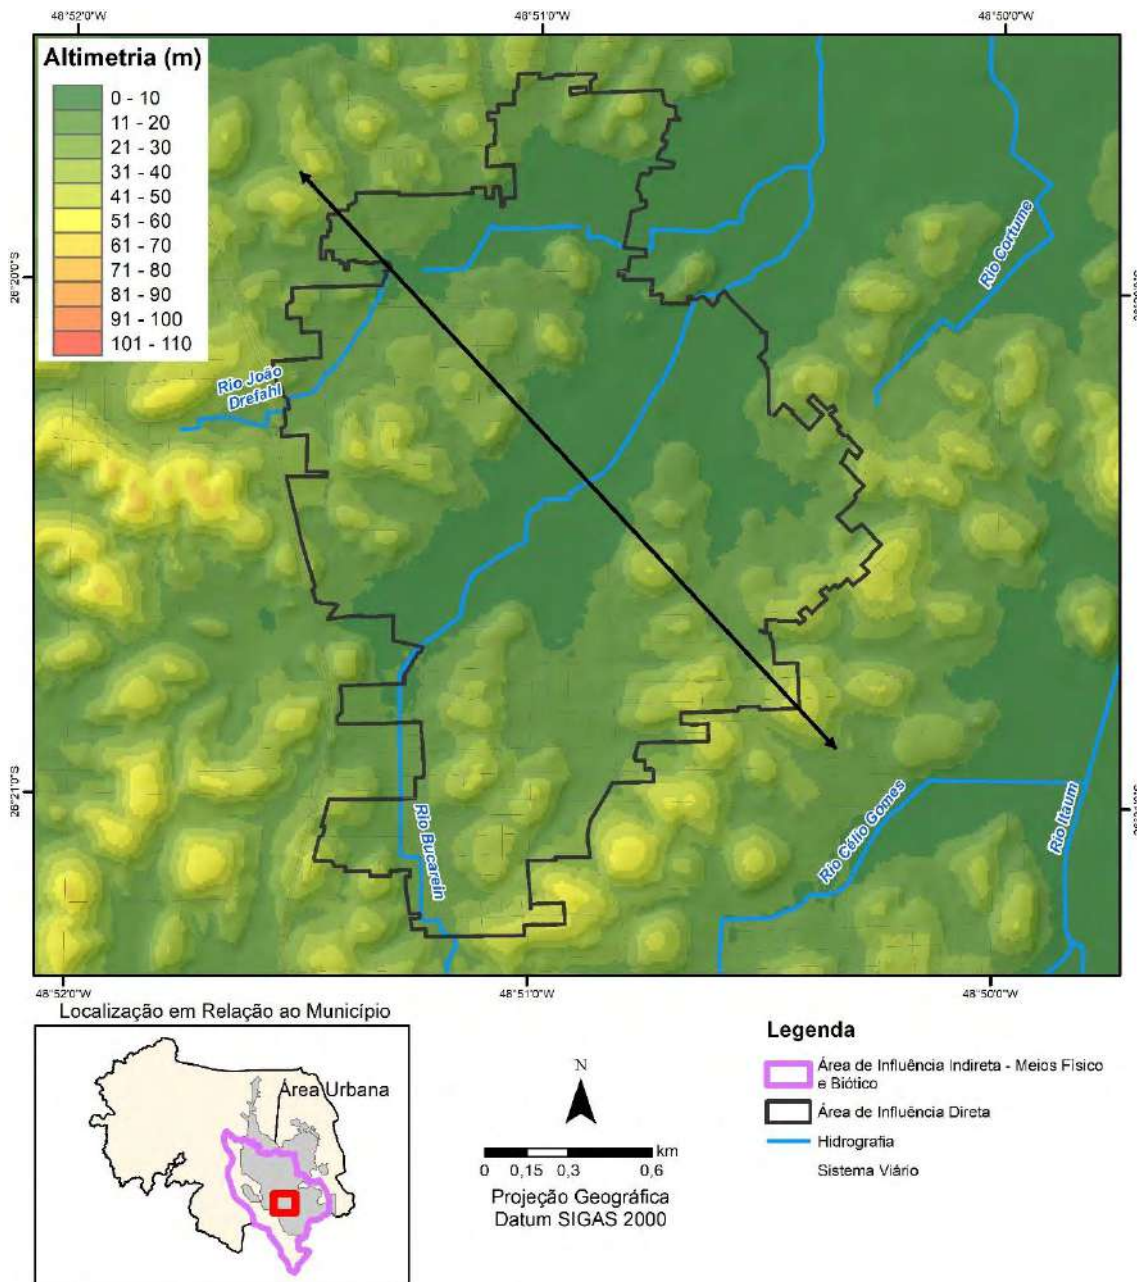 48°52'0"W
48°51'0"W
48°50'0"W
Altimetria (m)
0 - 10
11 - 20
21 - 30
31 - 40
41 - 50
51 - 60
61 - 70
71 - 80
81 - 90
91 - 100
101 - 110
26°20'0"S
Rio Cortume
Rio João
Drefahl
26°21'0"S
Rio Bucarein
Rio Célio Gomes
Rio Itaum
48°52'0"W
48°51'0"W
48°50'0"W
Localização em Relação ao Município
Área Urbana
N
km
0 0,15 0,3 0,6
Projeção Geográfica
Datum SIGAS 2000
Legenda
Área de Influência Indireta - Meios Físico
e Biótico
Área de Influência Direta
Hidrografia
Sistema Viário